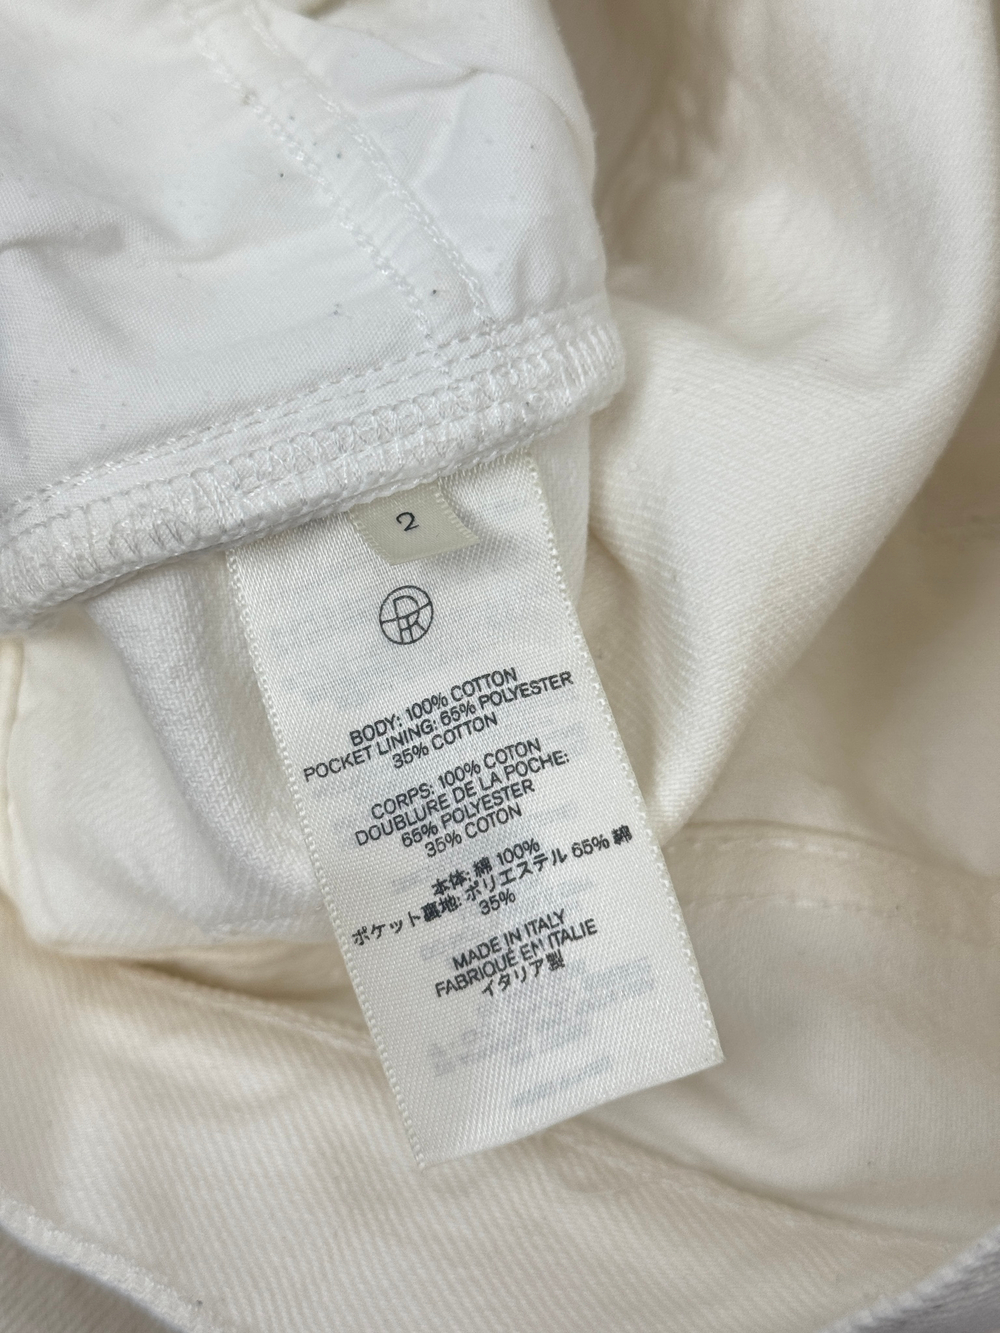 2
BODY: 100% COTTON
POCKET LINING: 65% POLYESTER
35% COTTON
CORPS: 100% COTON
DOUBLURE DE LA POCHE:
65% POLYESTER
35% COTON
本体: 綿 100%
ポケット裏地: ポリエステル 65% 綿
35%
MADE IN ITALY
FABRIQUÉ EN ITALIE
イタリア製